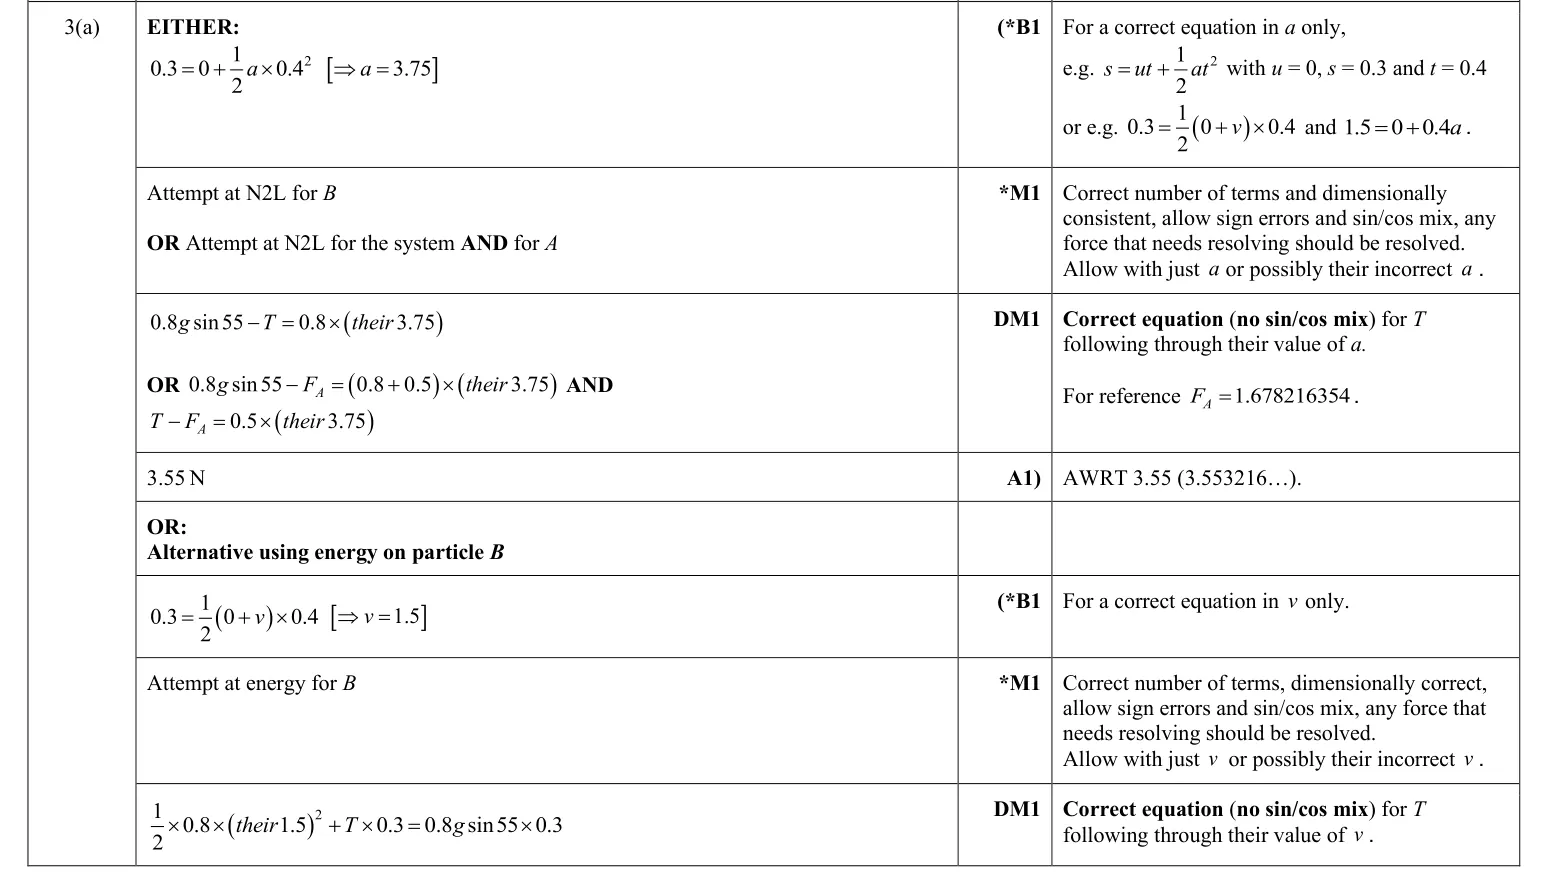 3(a)
EITHER:
0.3 = 0 + 1/2 a × 0.4² [⇒ a = 3.75]
(*B1
For a correct equation in a only,
e.g. s = ut + 1/2 at² with u = 0, s = 0.3 and t = 0.4
or e.g. 0.3 = 1/2 (0 + v) × 0.4 and 1.5 = 0 + 0.4a .
Attempt at N2L for B
OR Attempt at N2L for the system AND for A
*M1
Correct number of terms and dimensionally
consistent, allow sign errors and sin/cos mix, any
force that needs resolving should be resolved.
Allow with just a or possibly their incorrect a .
0.8g sin 55 − T = 0.8 × (their 3.75)
OR 0.8g sin 55 − F_A = (0.8 + 0.5) × (their 3.75) AND
T − F_A = 0.5 × (their 3.75)
DM1
Correct equation (no sin/cos mix) for T
following through their value of a.
For reference F_A = 1.678216354 .
3.55 N
A1)
AWRT 3.55 (3.553216…).
OR:
Alternative using energy on particle B
0.3 = 1/2 (0 + v) × 0.4 [⇒ v = 1.5]
(*B1
For a correct equation in v only.
Attempt at energy for B
*M1
Correct number of terms, dimensionally correct,
allow sign errors and sin/cos mix, any force that
needs resolving should be resolved.
Allow with just v or possibly their incorrect v .
1/2 × 0.8 × (their 1.5)² + T × 0.3 = 0.8g sin 55 × 0.3
DM1
Correct equation (no sin/cos mix) for T
following through their value of v .